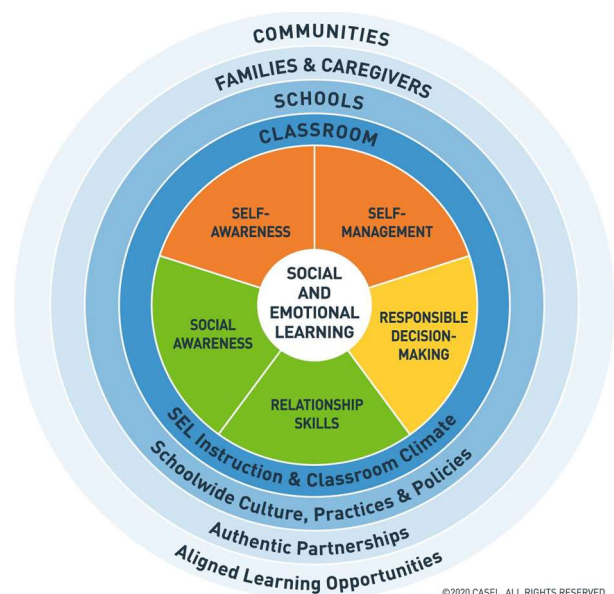 COMMUNITIES
FAMILIES & CAREGIVERS
SCHOOLS
CLASSROOM
SELF-
AWARENESS
SELF-
MANAGEMENT
SOCIAL
AND
EMOTIONAL
LEARNING
SOCIAL
AWARENESS
RESPONSIBLE
DECISION-
MAKING
RELATIONSHIP
SKILLS
SEL Instruction & Classroom Climate
Schoolwide Culture, Practices & Policies
Authentic Partnerships
Aligned Learning Opportunities
©2020 CASEL. ALL RIGHTS RESERVED